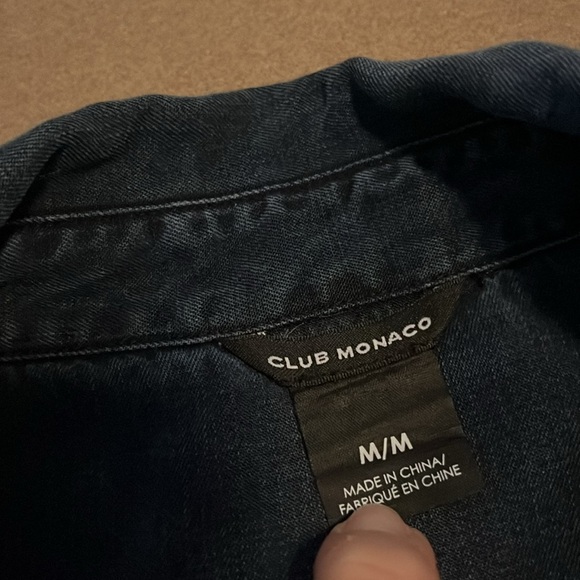 CLUB MONACO
M/M
MADE IN CHINA/
FABRIQUÉ EN CHINE